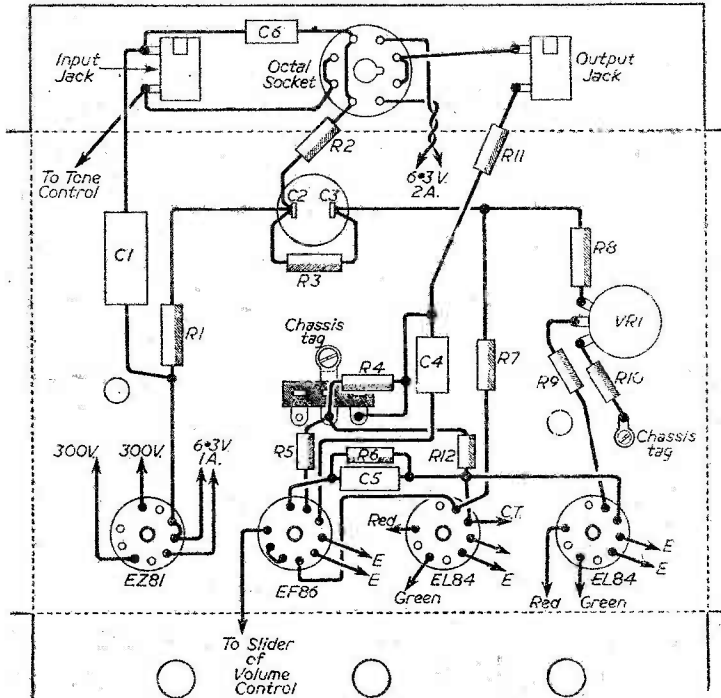 C6
Input
Jack
Octal
Socket
Output
Jack
R2
R11
To Tone
Control
6•3V.
2A.
C2 C3
R8
C1
R3
VR1
R1
Chassis
tag
R4
C4
R7
R9
R10
300V.
300V.
6•3V
1A.
R5
R6
R12
Chassis
tag
C5
Red
C.T.
E
E
E
E
E
EZ81
EF86
EL84
Green
EL84
Red
Green
To Slider
of
Volume
Control